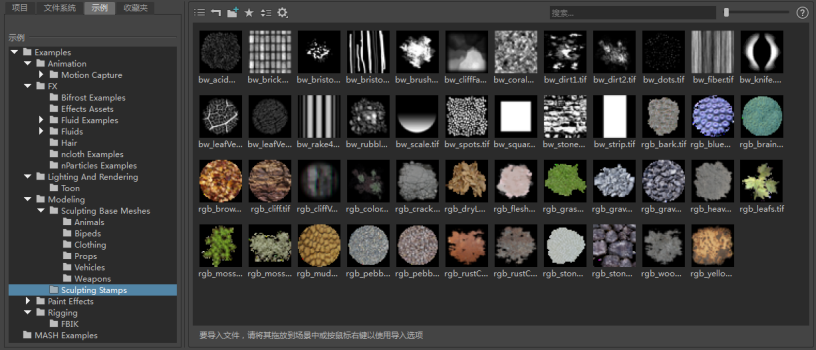 项目 文件系统 示例 收藏夹
搜索...
示例
Examples
Animation
Motion Capture
FX
Bifrost Examples
Effects Assets
Fluid Examples
Fluids
Hair
ncloth Examples
nParticles Examples
Lighting And Rendering
Toon
Modeling
Sculpting Base Meshes
Animals
Bipeds
Clothing
Props
Vehicles
Weapons
Sculpting Stamps
Paint Effects
Rigging
FBIK
MASH Examples
bw_acid... bw_brick... bw_bristo... bw_bristo... bw_brush... bw_cliffFa... bw_coral... bw_dirt1.tif bw_dirt2.tif bw_dots.tif bw_fiber.tif bw_knife...
bw_leafVe... bw_leafVe... bw_rake4... bw_rubbl... bw_scale.tif bw_spots.tif bw_squar... bw_stone... bw_strip.tif rgb_bark.tif rgb_blue... rgb_brain...
rgb_brow... rgb_cliff.tif rgb_cliffV... rgb_color... rgb_crack... rgb_dryL... rgb_flesh... rgb_gras... rgb_grav... rgb_grav... rgb_heav... rgb_leafs.tif
rgb_moss... rgb_moss... rgb_mud... rgb_pebb... rgb_pebb... rgb_rustC... rgb_rustC... rgb_ston... rgb_ston... rgb_woo... rgb_yello...
要导入文件，请将其拖放到场景中或按鼠标右键以使用导入选项